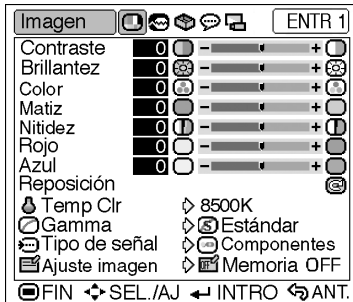 Imagen ENTR 1
Contraste 0 - +
Brillantez 0 - +
Color 0 - +
Matiz 0 - +
Nitidez 0 - +
Rojo 0 - +
Azul 0 - +
Reposición
Temp Clr 8500K
Gamma Estándar
Tipo de señal Componentes
Ajuste imagen Memoria OFF
FIN SEL./AJ INTRO ANT.